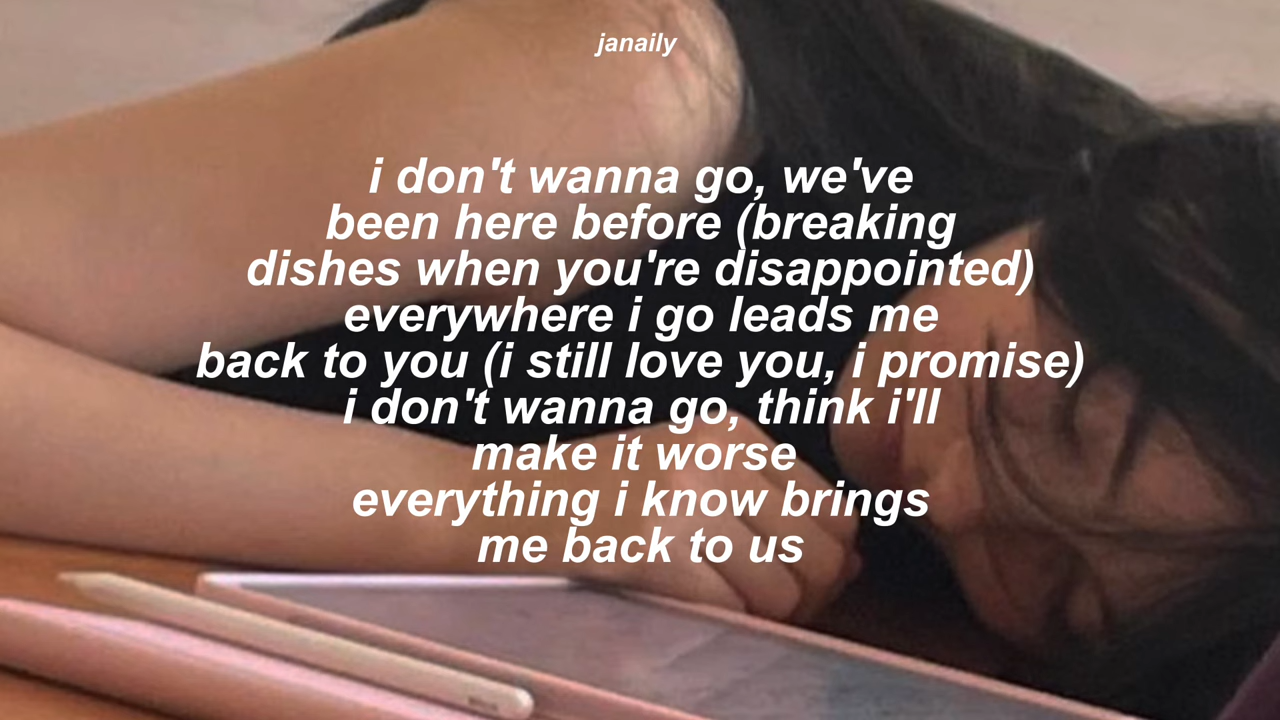 janaily
i don't wanna go, we've
been here before (breaking
dishes when you're disappointed)
everywhere i go leads me
back to you (i still love you, i promise)
i don't wanna go, think i'll
make it worse
everything i know brings
me back to us